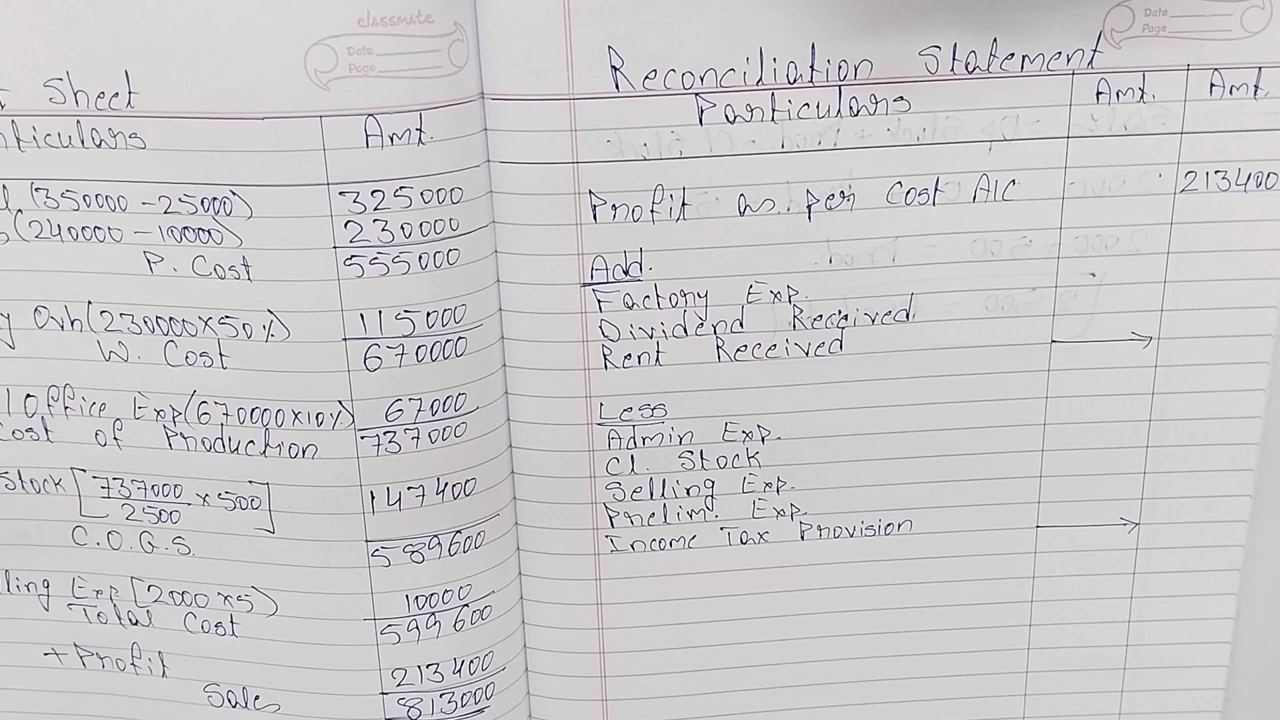 classmate
Date
Page
Sheet
Amt.
(350000 - 25000) 325000
(240000 - 10000) 230000
P. Cost 555000
Ovh (230000 x 50%) 115000
W. Cost 670000
Office Exp (670000 x 10%) 67000
Cost of Production 737000
Stock [737000/2500 x 500] 147400
C.O.G.S. 589600
Exp [2000 x 5) 10000
Total Cost 599600
+ Profit 213400
Sales 813000
Date
Page
Reconciliation Statement
Particulars Amt. Amt.
Profit as per Cost A/C 213400
Add.
Factory Exp.
Dividend Received.
Rent Received
Less
Admin Exp.
Cl. Stock
Selling Exp.
Prelim. Exp.
Income Tax Provision